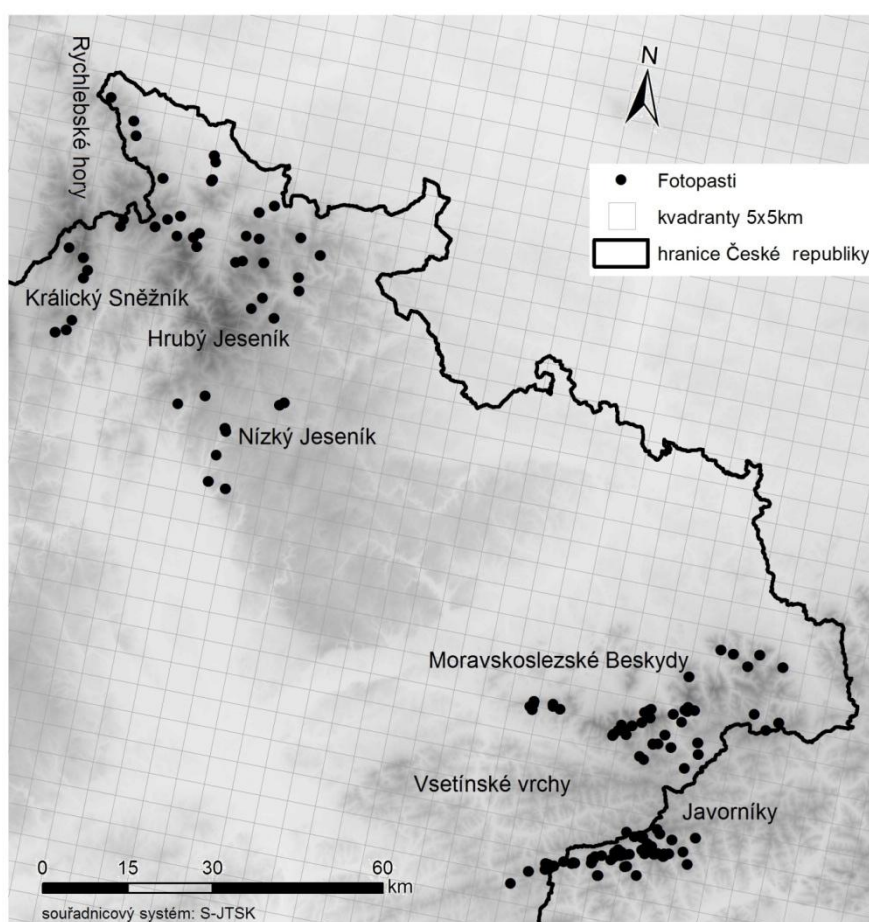 Rychlebské hory
N
Fotopasti
kvadranty 5x5km
hranice České republiky
Králický Sněžník
Hrubý Jeseník
Nízký Jeseník
Moravskoslezské Beskydy
Vsetínské vrchy
Javorníky
0 15 30 60
km
souřadnicový systém: S-JTSK